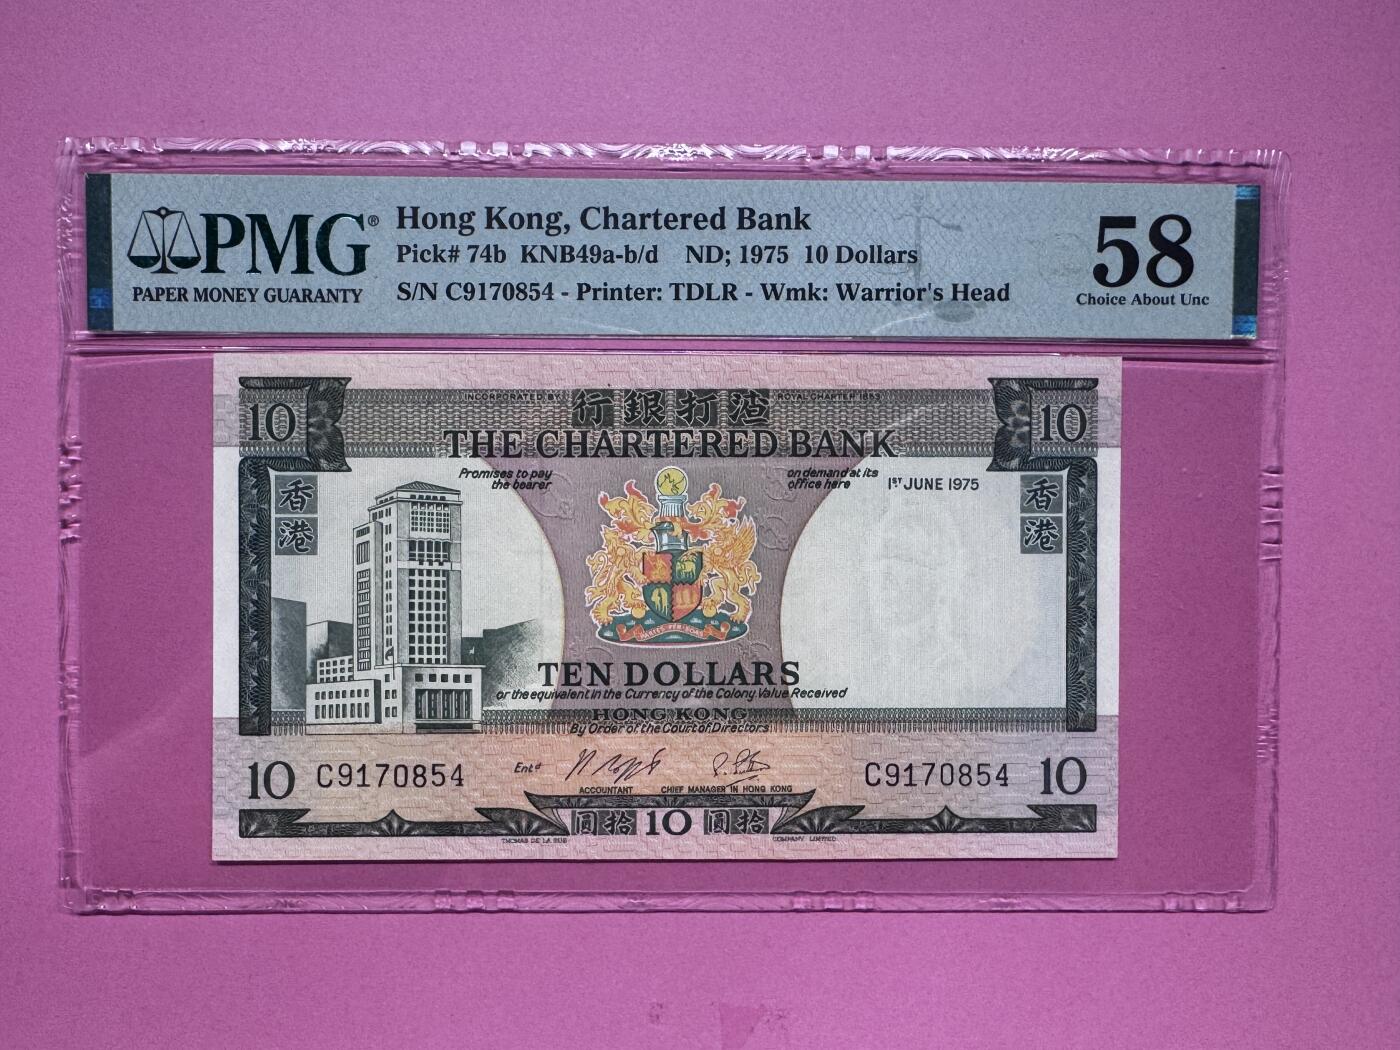 PMG®
PAPER MONEY GUARANTY
Hong Kong, Chartered Bank
Pick# 74b KNB49a-b/d ND; 1975 10 Dollars
S/N C9170854 - Printer: TDLR - Wmk: Warrior's Head
58
Choice About Unc
INCORPORATED BY 行銀打渣 ROYAL CHARTER 1853
10 10
THE CHARTERED BANK
Promises to pay
the bearer
on demand at its
office here
1ST JUNE 1975
香港
香港
TEN DOLLARS
or the equivalent in the Currency of the Colony Value Received
HONG KONG
By Order of the Court of Directors
10 C9170854
Entd
ACCOUNTANT
CHIEF MANAGER IN HONG KONG
C9170854 10
圓拾 10 圓拾
THOMAS DE LA RUE
COMPANY LIMITED